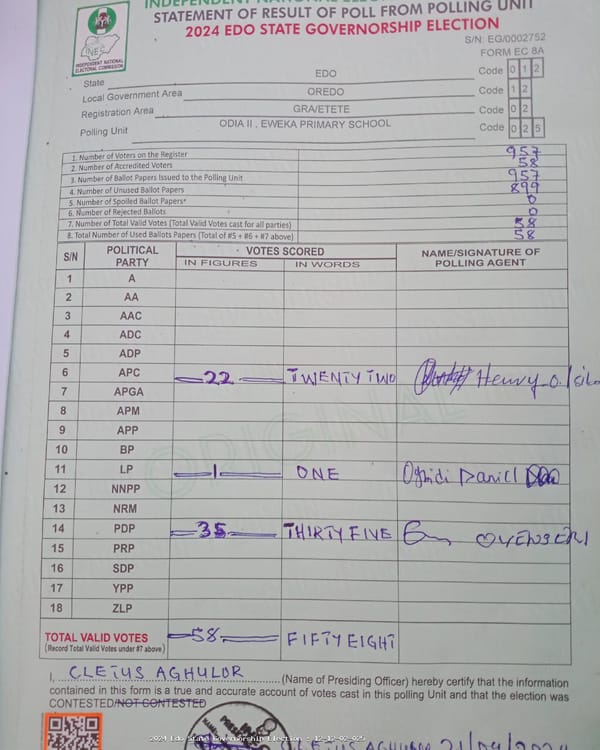 INDEPENDENT NATIONAL
STATEMENT OF RESULT OF POLL FROM POLLING UNIT
2024 EDO STATE GOVERNORSHIP ELECTION
INEC
INDEPENDENT NATIONAL
ELECTORAL COMMISSION
S/N: EG/0002752
FORM EC 8A
State EDO Code 0 1 2
Local Government Area OREDO Code 1 2
Registration Area GRA/ETETE Code 0 2
Polling Unit ODIA II, EWEKA PRIMARY SCHOOL Code 0 2 5
1. Number of Voters on the Register 957
2. Number of Accredited Voters 58
3. Number of Ballot Papers Issued to the Polling Unit 957
4. Number of Unused Ballot Papers 899
5. Number of Spoiled Ballot Papers* 0
6. Number of Rejected Ballots 0
7. Number of Total Valid Votes (Total Valid Votes cast for all parties) 58
8. Total Number of Used Ballots Papers (Total of #5 + #6 + #7 above) 58
S/N POLITICAL PARTY VOTES SCORED NAME/SIGNATURE OF POLLING AGENT
IN FIGURES IN WORDS
1 A
2 AA
3 AAC
4 ADC
5 ADP
6 APC 22 TWENTY TWO Henry O.
7 APGA
8 APM
9 APP
10 BP
11 LP 1 ONE
12 NNPP
13 NRM
14 PDP 35 THIRTY FIVE
15 PRP
16 SDP
17 YPP
18 ZLP
ORIGINAL
TOTAL VALID VOTES 58 FIFTY EIGHT
(Record Total Valid Votes under #7 above)
I, CLETUS AGHULOR (Name of Presiding Officer) hereby certify that the information
contained in this form is a true and accurate account of votes cast in this polling Unit and that the election was
CONTESTED/NOT CONTESTED
2024 Edo State Governorship Election : 12-12-02-025
CLETUS AGHULOR